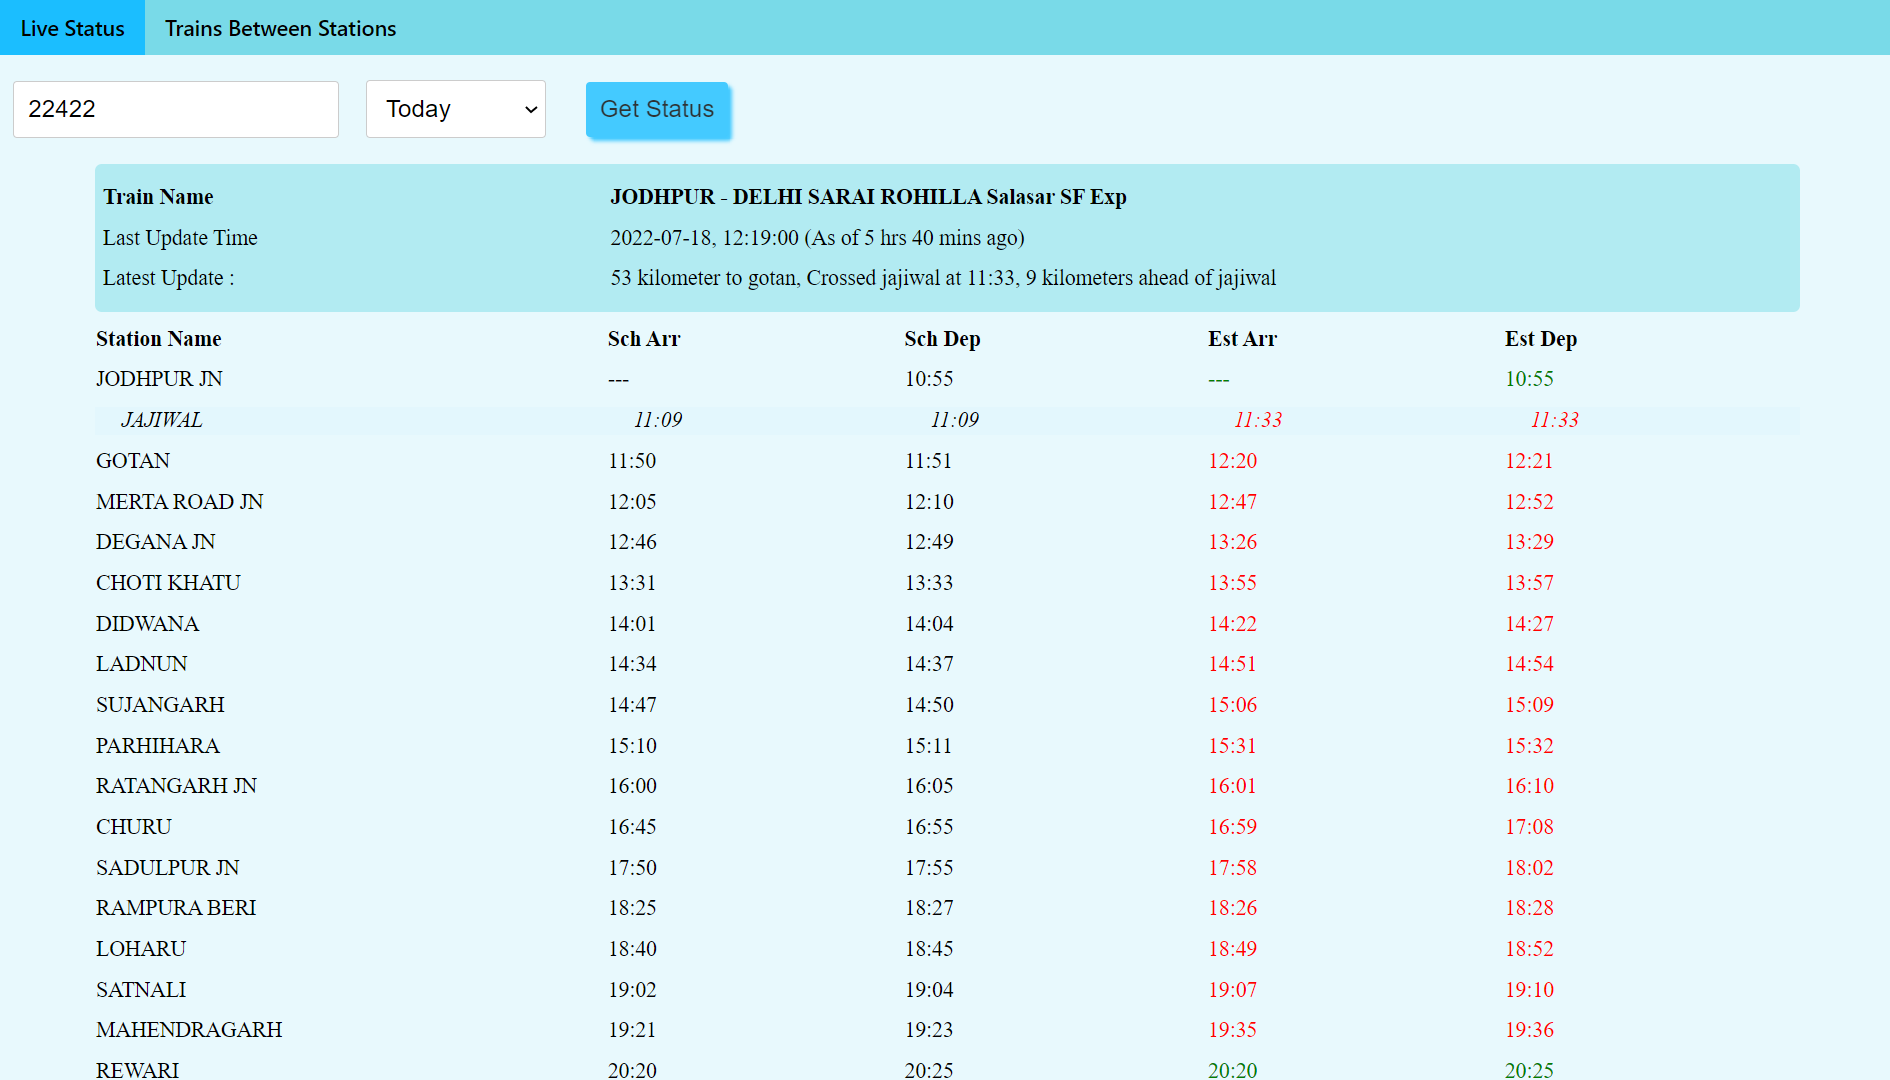 Live Status Trains Between Stations
22422 Today Get Status
Train Name JODHPUR - DELHI SARAI ROHILLA Salasar SF Exp
Last Update Time 2022-07-18, 12:19:00 (As of 5 hrs 40 mins ago)
Latest Update : 53 kilometer to gotan, Crossed jajiwal at 11:33, 9 kilometers ahead of jajiwal
Station Name Sch Arr Sch Dep Est Arr Est Dep
JODHPUR JN --- 10:55 --- 10:55
JAJIWAL 11:09 11:09 11:33 11:33
GOTAN 11:50 11:51 12:20 12:21
MERTA ROAD JN 12:05 12:10 12:47 12:52
DEGANA JN 12:46 12:49 13:26 13:29
CHOTI KHATU 13:31 13:33 13:55 13:57
DIDWANA 14:01 14:04 14:22 14:27
LADNUN 14:34 14:37 14:51 14:54
SUJANGARH 14:47 14:50 15:06 15:09
PARHIHARA 15:10 15:11 15:31 15:32
RATANGARH JN 16:00 16:05 16:01 16:10
CHURU 16:45 16:55 16:59 17:08
SADULPUR JN 17:50 17:55 17:58 18:02
RAMPURA BERI 18:25 18:27 18:26 18:28
LOHARU 18:40 18:45 18:49 18:52
SATNALI 19:02 19:04 19:07 19:10
MAHENDRAGARH 19:21 19:23 19:35 19:36
REWARI 20:20 20:25 20:20 20:25